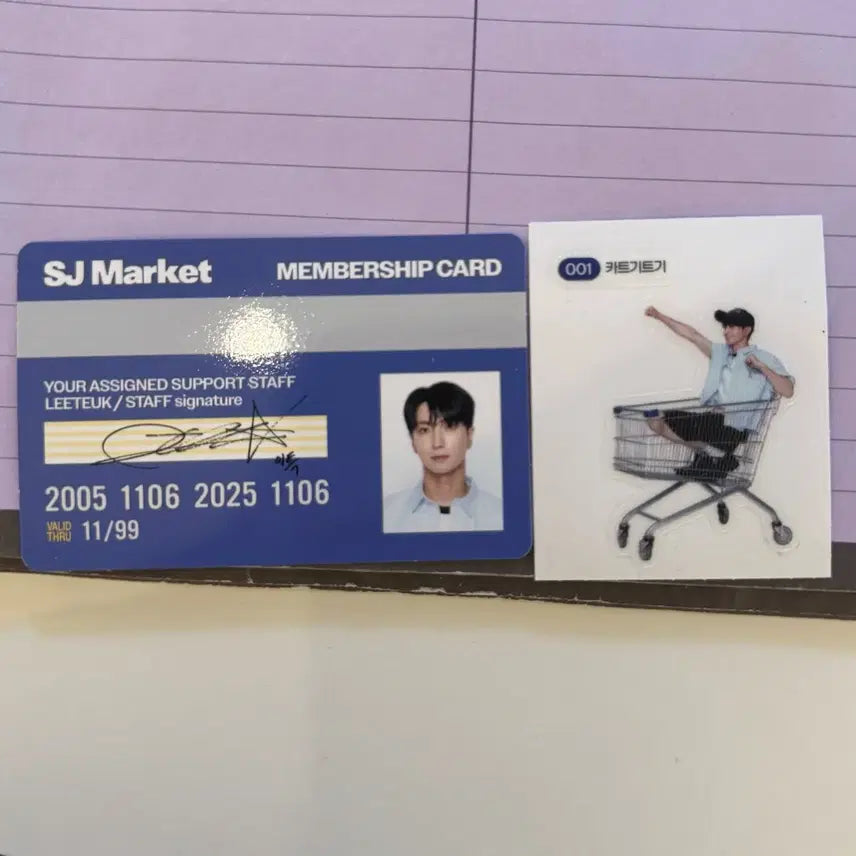 SJ Market
MEMBERSHIP CARD
YOUR ASSIGNED SUPPORT STAFF
LEETEUK / STAFF signature
이특
2005 1106 2025 1106
VALID
THRU
11/99
001 카트기트기